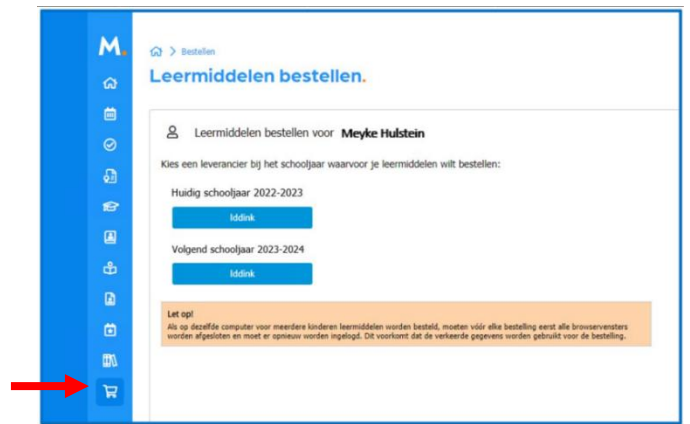 M.
Bestellen
Leermiddelen bestellen.
Leermiddelen bestellen voor Meyke Hulstein
Kies een leverancier bij het schooljaar waarvoor je leermiddelen wilt bestellen:
Huidig schooljaar 2022-2023
Iddink
Volgend schooljaar 2023-2024
Iddink
Let op!
Als op dezelfde computer voor meerdere kinderen leermiddelen worden besteld, moeten vóór elke bestelling eerst alle browservensters
worden afgesloten en moet er opnieuw worden ingelogd. Dit voorkomt dat de verkeerde gegevens worden gebruikt voor de bestelling.